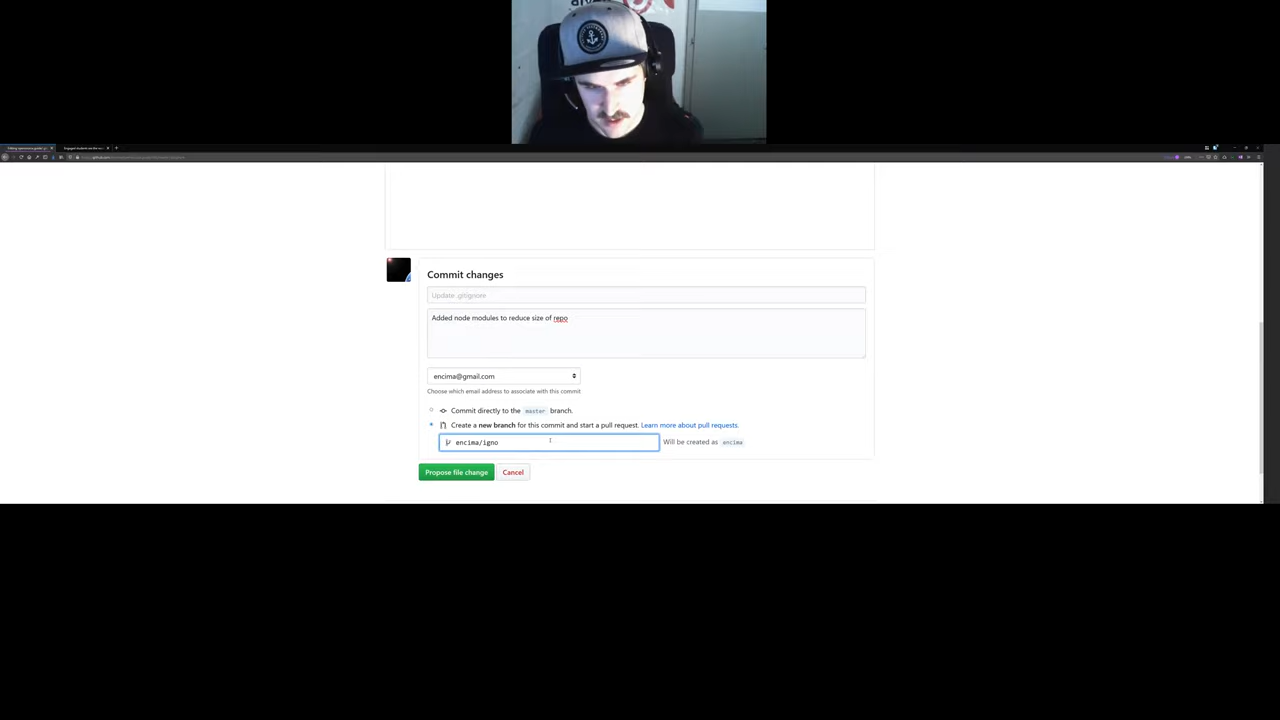 Commit changes
Update .gitignore
Added node modules to reduce size of repo
encima@gmail.com
Choose which email address to associate with this commit
Commit directly to the master branch.
Create a new branch for this commit and start a pull request. Learn more about pull requests.
encima/igno
Will be created as encima
Propose file change
Cancel